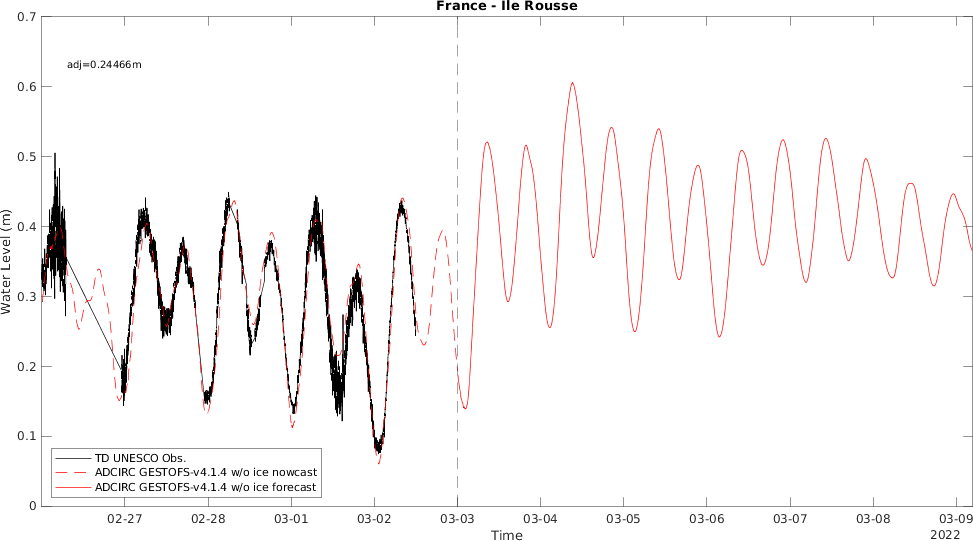 France - Ile Rousse
adj=0.24466m
Water Level (m)
0.7
0.6
0.5
0.4
0.3
0.2
0.1
0
TD UNESCO Obs.
ADCIRC GESTOFS-v4.1.4 w/o ice nowcast
ADCIRC GESTOFS-v4.1.4 w/o ice forecast
02-27 02-28 03-01 03-02 03-03 03-04 03-05 03-06 03-07 03-08 03-09
Time
2022